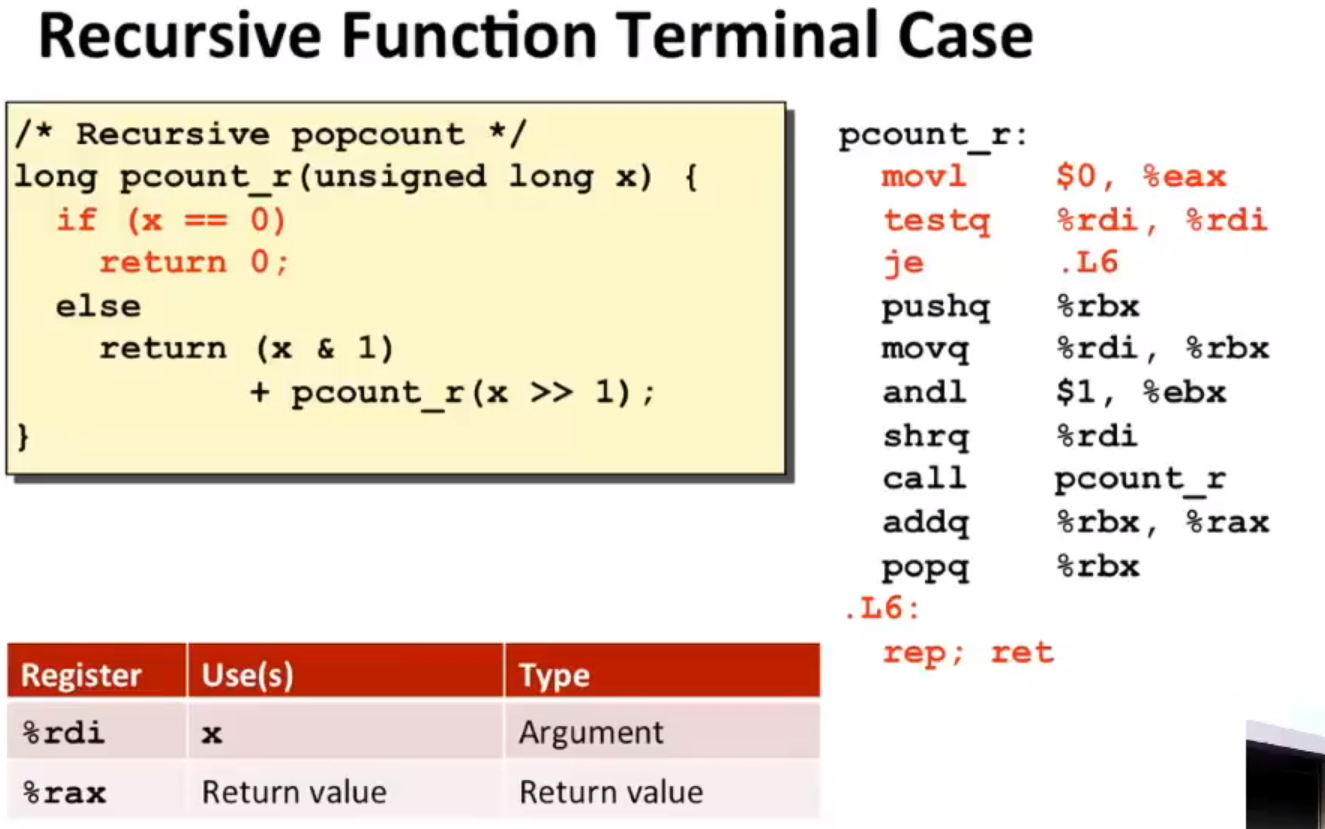 Recursive Function Terminal Case
/* Recursive popcount */
long pcount_r(unsigned long x) {
  if (x == 0)
    return 0;
  else
    return (x & 1)
           + pcount_r(x >> 1);
}
pcount_r:
  movl    $0, %eax
  testq   %rdi, %rdi
  je      .L6
  pushq   %rbx
  movq    %rdi, %rbx
  andl    $1, %ebx
  shrq    %rdi
  call    pcount_r
  addq    %rbx, %rax
  popq    %rbx
.L6:
  rep; ret
Register Use(s) Type
%rdi x Argument
%rax Return value Return value